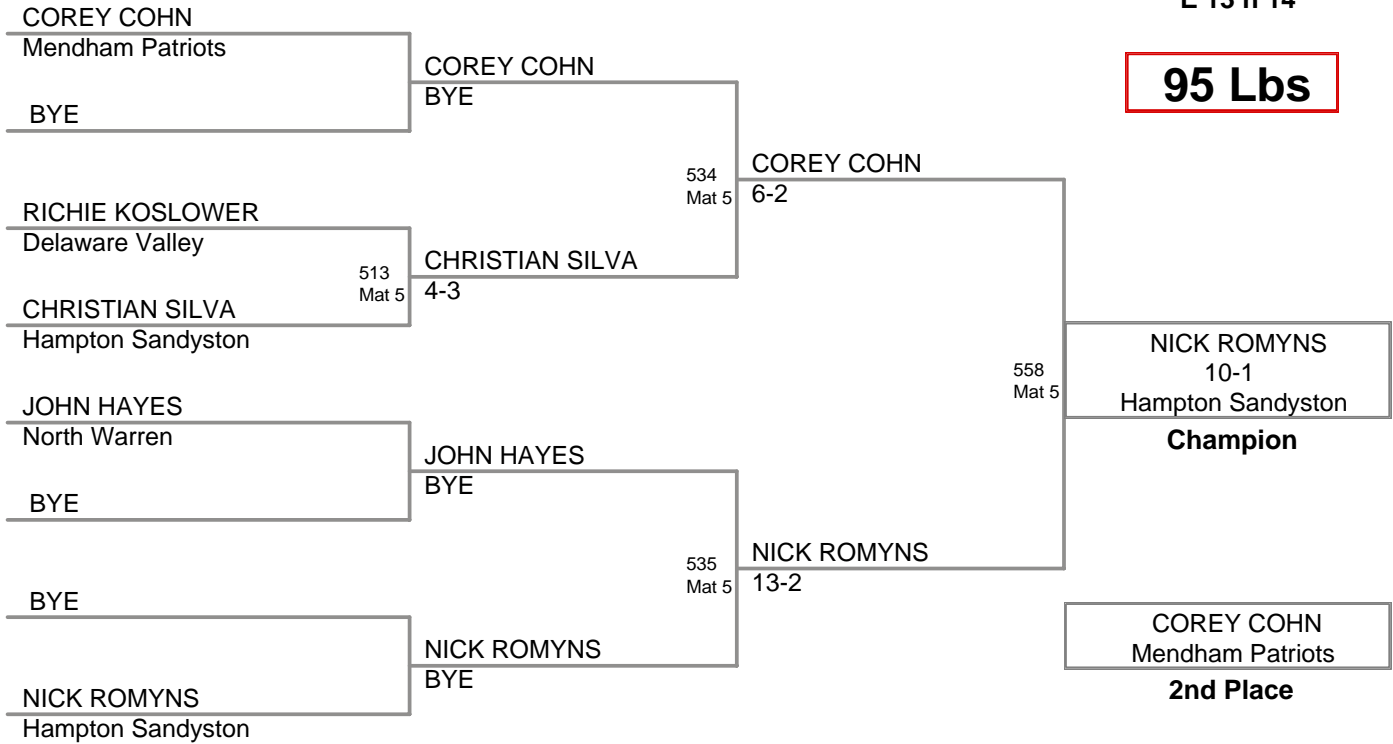 E 13 n 14
95 Lbs
COREY COHN
Mendham Patriots
BYE
RICHIE KOSLOWER
Delaware Valley
CHRISTIAN SILVA
Hampton Sandyston
JOHN HAYES
North Warren
BYE
BYE
NICK ROMYNS
Hampton Sandyston
COREY COHN
BYE
513
Mat 5
CHRISTIAN SILVA
4-3
JOHN HAYES
BYE
NICK ROMYNS
BYE
534
Mat 5
COREY COHN
6-2
535
Mat 5
NICK ROMYNS
13-2
558
Mat 5
NICK ROMYNS
10-1
Hampton Sandyston
Champion
COREY COHN
Mendham Patriots
2nd Place